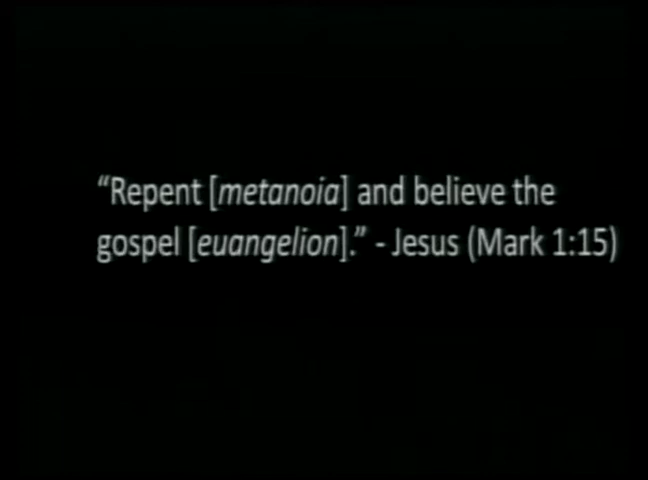 “Repent [metanoia] and believe the
gospel [euangelion].” - Jesus (Mark 1:15)